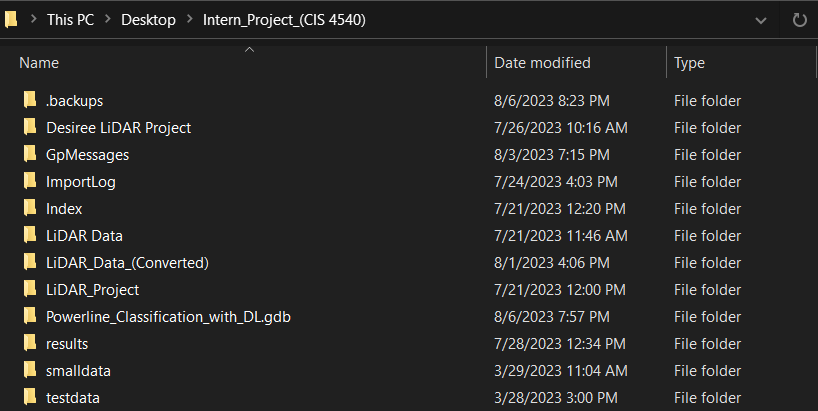 This PC > Desktop > Intern_Project_(CIS 4540)
Name Date modified Type
.backups 8/6/2023 8:23 PM File folder
Desiree LiDAR Project 7/26/2023 10:16 AM File folder
GpMessages 8/3/2023 7:15 PM File folder
ImportLog 7/24/2023 4:03 PM File folder
Index 7/21/2023 12:20 PM File folder
LiDAR Data 7/21/2023 11:46 AM File folder
LiDAR_Data_(Converted) 8/1/2023 4:06 PM File folder
LiDAR_Project 7/21/2023 12:00 PM File folder
Powerline_Classification_with_DL.gdb 8/6/2023 7:57 PM File folder
results 7/28/2023 12:34 PM File folder
smalldata 3/29/2023 11:04 AM File folder
testdata 3/28/2023 3:00 PM File folder